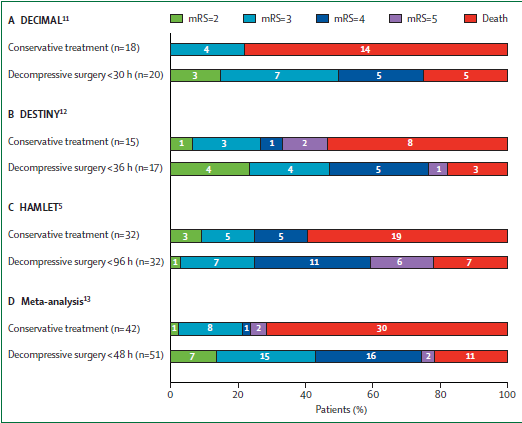 A DECIMAL¹¹ mRS=2 mRS=3 mRS=4 mRS=5 Death
Conservative treatment (n=18) 4 14
Decompressive surgery<30 h (n=20) 3 7 5 5
B DESTINY¹²
Conservative treatment (n=15) 1 3 1 2 8
Decompressive surgery<36 h (n=17) 4 4 5 1 3
C HAMLET⁵
Conservative treatment (n=32) 3 5 5 19
Decompressive surgery<96 h (n=32) 1 7 11 6 7
D Meta-analysis¹³
Conservative treatment (n=42) 1 8 1 2 30
Decompressive surgery<48 h (n=51) 7 15 16 2 11
0 20 40 60 80 100
Patients (%)